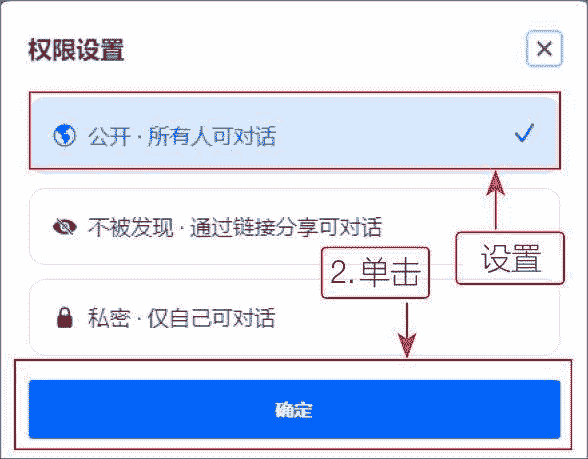 权限设置
公开 · 所有人可对话
不被发现 · 通过链接分享可对话
设置
2.单击
私密 · 仅自己可对话
确定